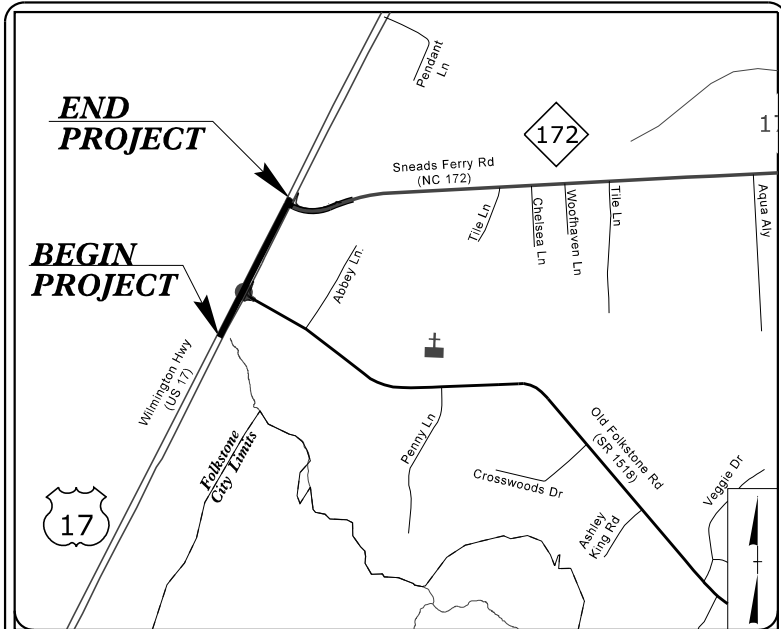 Pendant
Ln
END
PROJECT
172
17
Sneads Ferry Rd
(NC 172)
Tile Ln
Chelsea Ln
Woofhaven Ln
Tile Ln
Aqua Aly
BEGIN
PROJECT
Abbey Ln.
Wilmington Hwy
(US 17)
Folkstone
City Limits
Penny Ln
Old Folkstone Rd
(SR 1518)
Crosswoods Dr
Veggie Dr
Ashley
King Rd
17